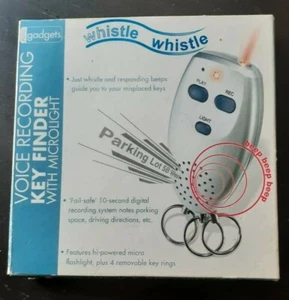 gadgets
whistle whistle
VOICE RECORDING
KEY FINDER
WITH MICROLIGHT
• Just whistle and responding beeps
guide you to your misplaced keys
PLAY
REC
LIGHT
Parking Lot 5B
beep beep beep
• 'Fail-safe' 10-second digital
recording system notes parking
space, driving directions, etc.
• Features hi-powered micro
flashlight, plus 4 removable key rings